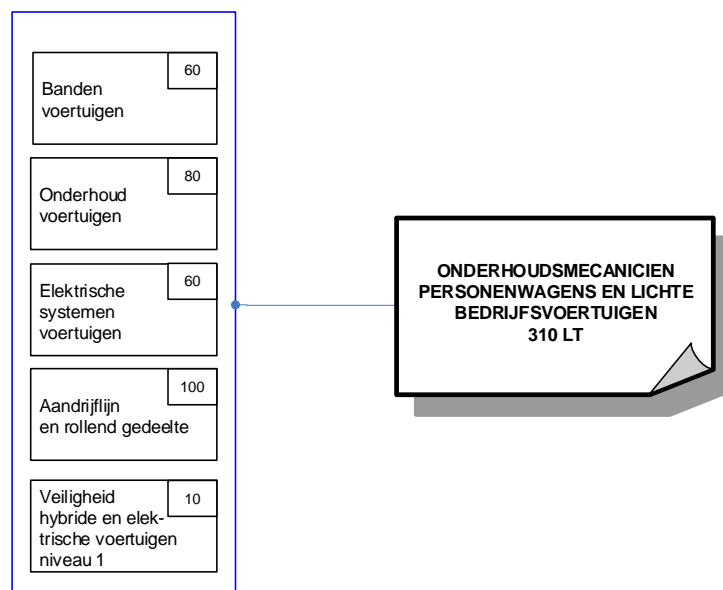 60
Banden
voertuigen
80
Onderhoud
voertuigen
60
Elektrische
systemen
voertuigen
100
Aandrijflijn
en rollend gedeelte
10
Veiligheid
hybride en elek-
trische voertuigen
niveau 1
ONDERHOUDSMECANICIEN
PERSONENWAGENS EN LICHTE
BEDRIJFSVOERTUIGEN
310 LT